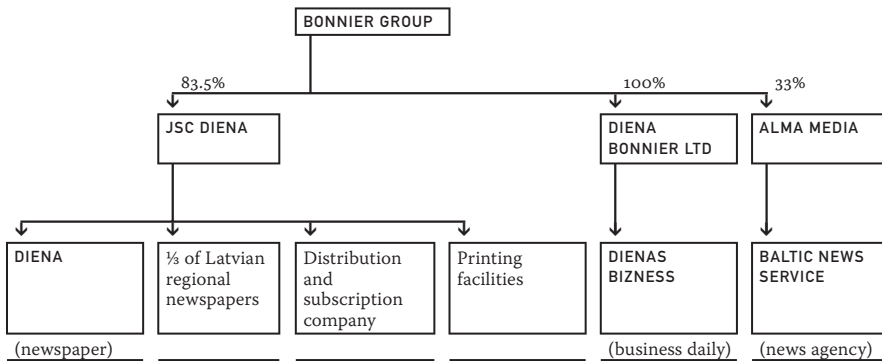 BONNIER GROUP
83.5%
100%
33%
JSC DIENA
DIENA
BONNIER LTD
ALMA MEDIA
DIENA
⅓ of Latvian
regional
newspapers
Distribution
and
subscription
company
Printing
facilities
DIENAS
BIZNESS
BALTIC NEWS
SERVICE
(newspaper)
(business daily)
(news agency)